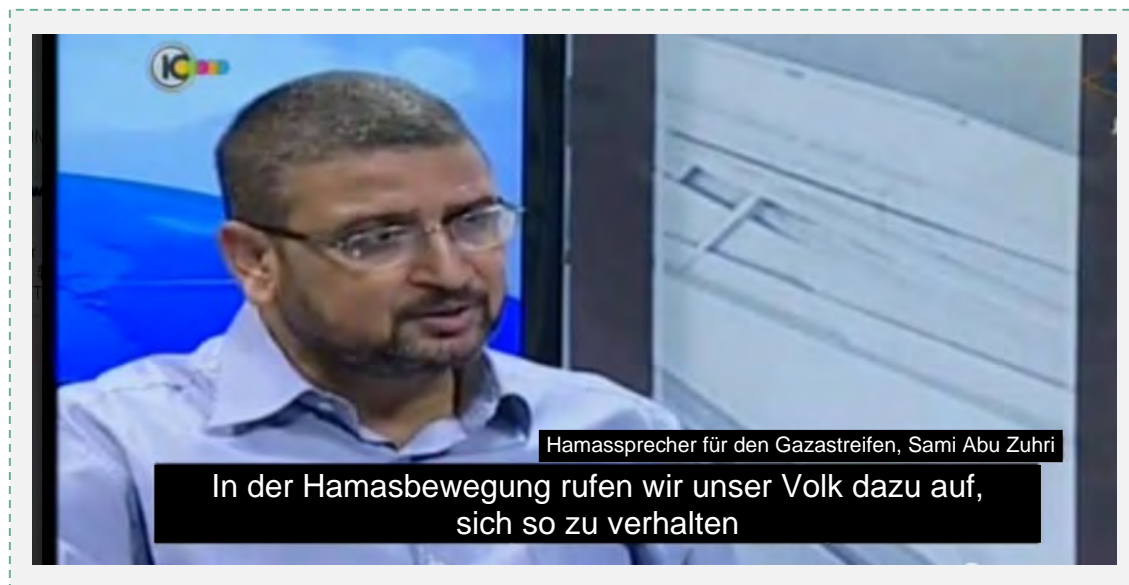 Hamassprecher für den Gazastreifen, Sami Abu Zuhri
In der Hamasbewegung rufen wir unser Volk dazu auf,
sich so zu verhalten